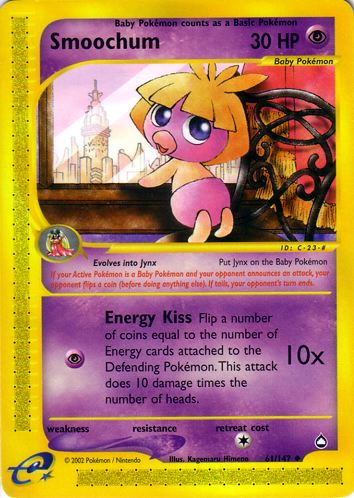 Baby Pokémon counts as a Basic Pokémon
Smoochum 30 HP
Baby Pokémon
ID: C-23-#
Evolves into Jynx Put Jynx on the Baby Pokémon
If your Active Pokémon is a Baby Pokémon and your opponent announces an attack, your
opponent flips a coin (before doing anything else). If tails, your opponent's turn ends.
Energy Kiss Flip a number
of coins equal to the number of
Energy cards attached to the
Defending Pokémon. This attack
does 10 damage times the
number of heads.
10x
weakness resistance retreat cost
Illus. Kagemaru Himeno
61/147
© 2002 Pokémon / Nintendo
e